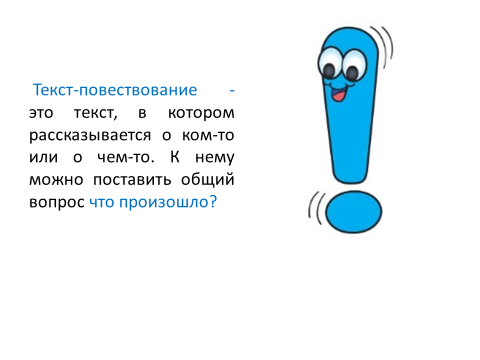 Текст-повествование -
это текст, в котором
рассказывается о ком-то
или о чем-то. К нему
можно поставить общий
вопрос что произошло?